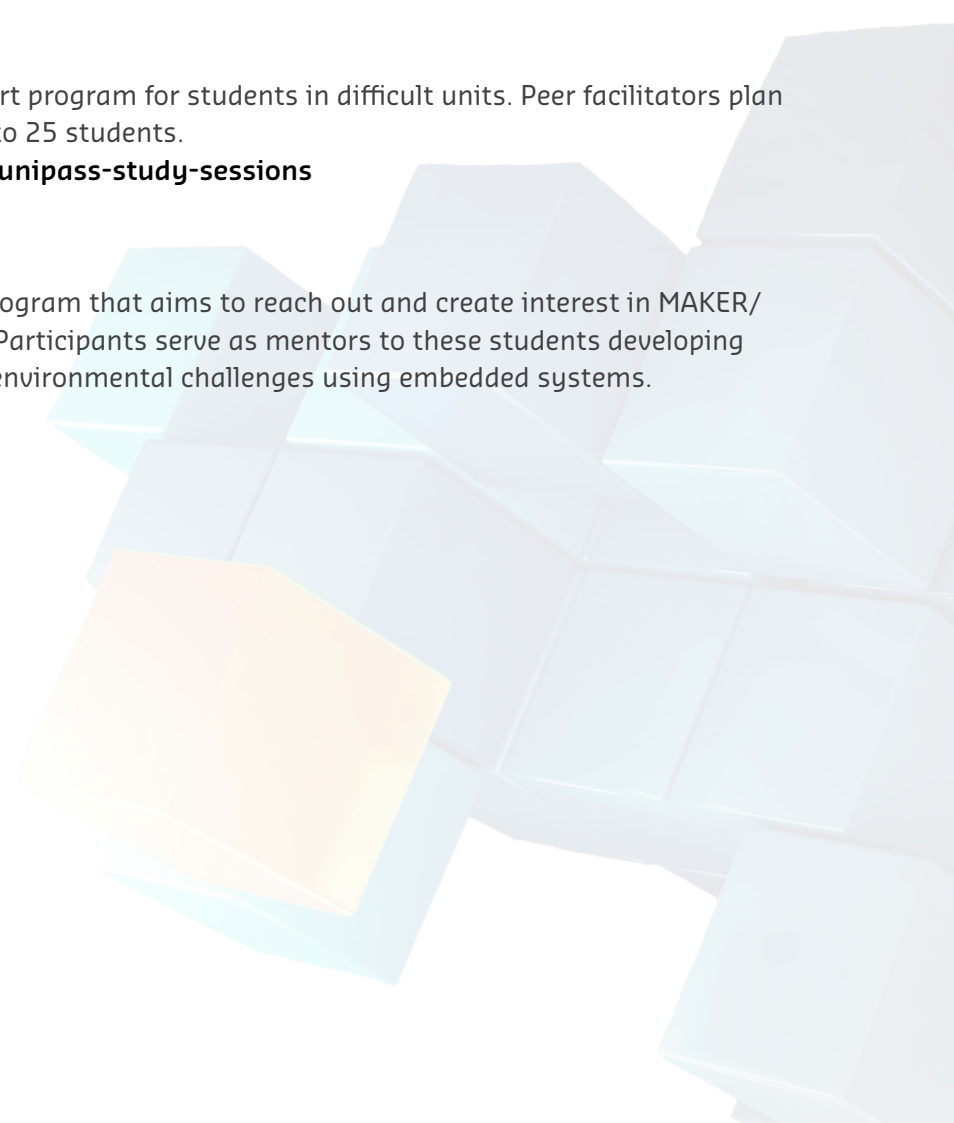 rt program for students in difficult units. Peer facilitators plan
to 25 students.
unipass-study-sessions
ogram that aims to reach out and create interest in MAKER/
Participants serve as mentors to these students developing
environmental challenges using embedded systems.